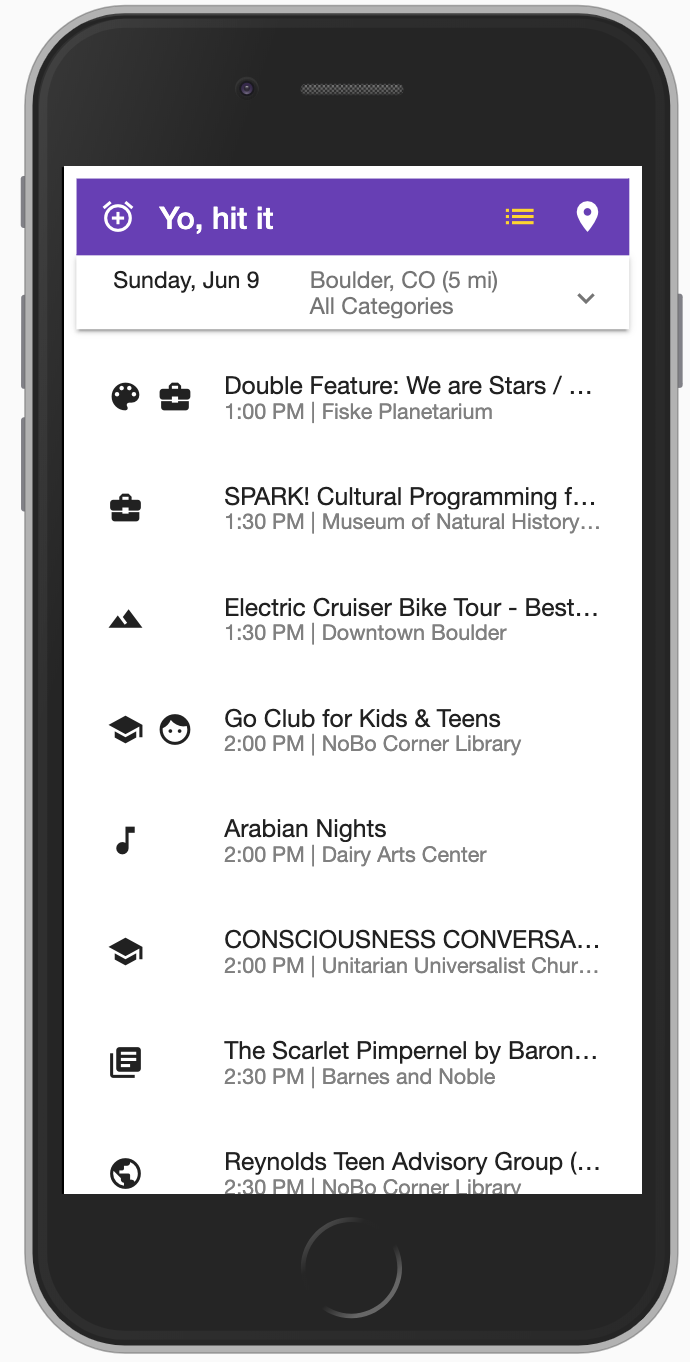 Yo, hit it
Sunday, Jun 9
Boulder, CO (5 mi)
All Categories
Double Feature: We are Stars / …
1:00 PM | Fiske Planetarium
SPARK! Cultural Programming f…
1:30 PM | Museum of Natural History…
Electric Cruiser Bike Tour - Best…
1:30 PM | Downtown Boulder
Go Club for Kids & Teens
2:00 PM | NoBo Corner Library
Arabian Nights
2:00 PM | Dairy Arts Center
CONSCIOUSNESS CONVERSA…
2:00 PM | Unitarian Universalist Chur…
The Scarlet Pimpernel by Baron…
2:30 PM | Barnes and Noble
Reynolds Teen Advisory Group (…
2:30 PM | NoBo Corner Library